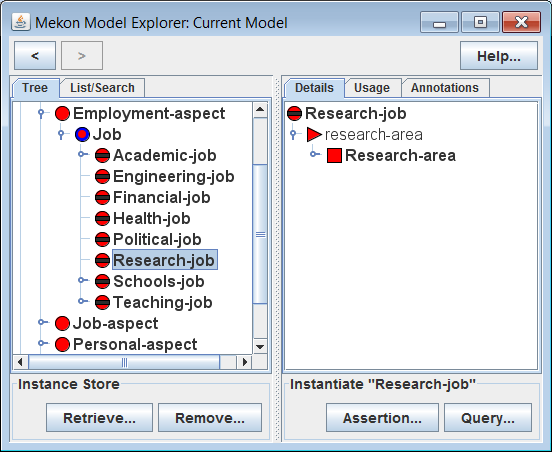 Mekon Model Explorer: Current Model
< > Help...
Tree List/Search
Employment-aspect
Job
Academic-job
Engineering-job
Financial-job
Health-job
Political-job
Research-job
Schools-job
Teaching-job
Job-aspect
Personal-aspect
Instance Store
Retrieve... Remove...
Details Usage Annotations
Research-job
research-area
Research-area
Instantiate "Research-job"
Assertion... Query...